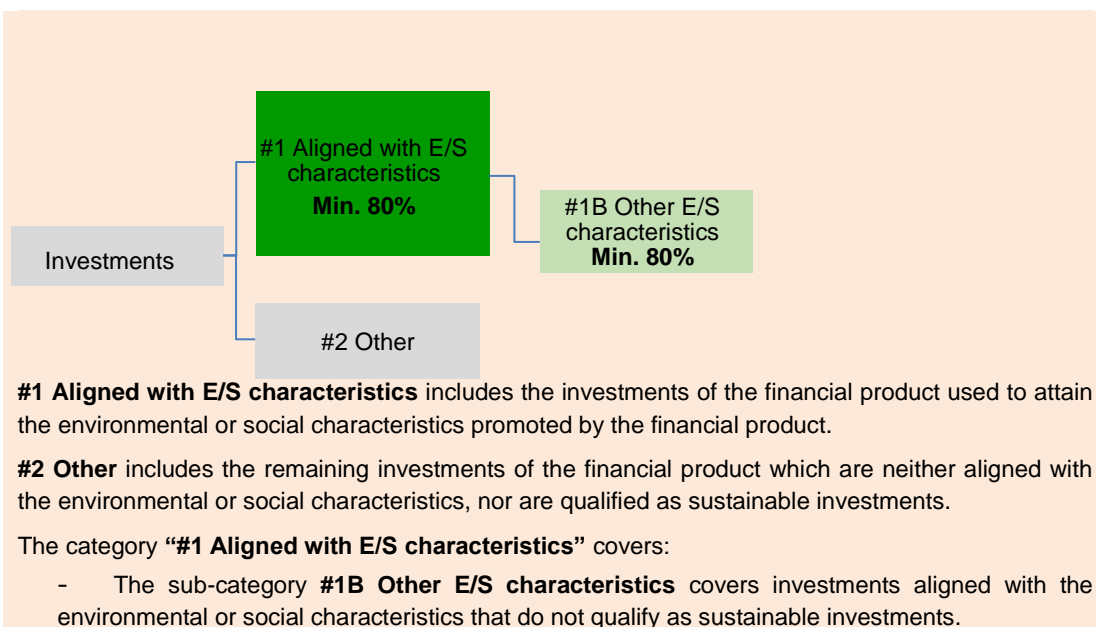 #1 Aligned with E/S
characteristics
Min. 80%
#1B Other E/S
characteristics
Min. 80%
Investments
#2 Other
#1 Aligned with E/S characteristics includes the investments of the financial product used to attain
the environmental or social characteristics promoted by the financial product.
#2 Other includes the remaining investments of the financial product which are neither aligned with
the environmental or social characteristics, nor are qualified as sustainable investments.
The category “#1 Aligned with E/S characteristics” covers:
- The sub-category #1B Other E/S characteristics covers investments aligned with the
environmental or social characteristics that do not qualify as sustainable investments.